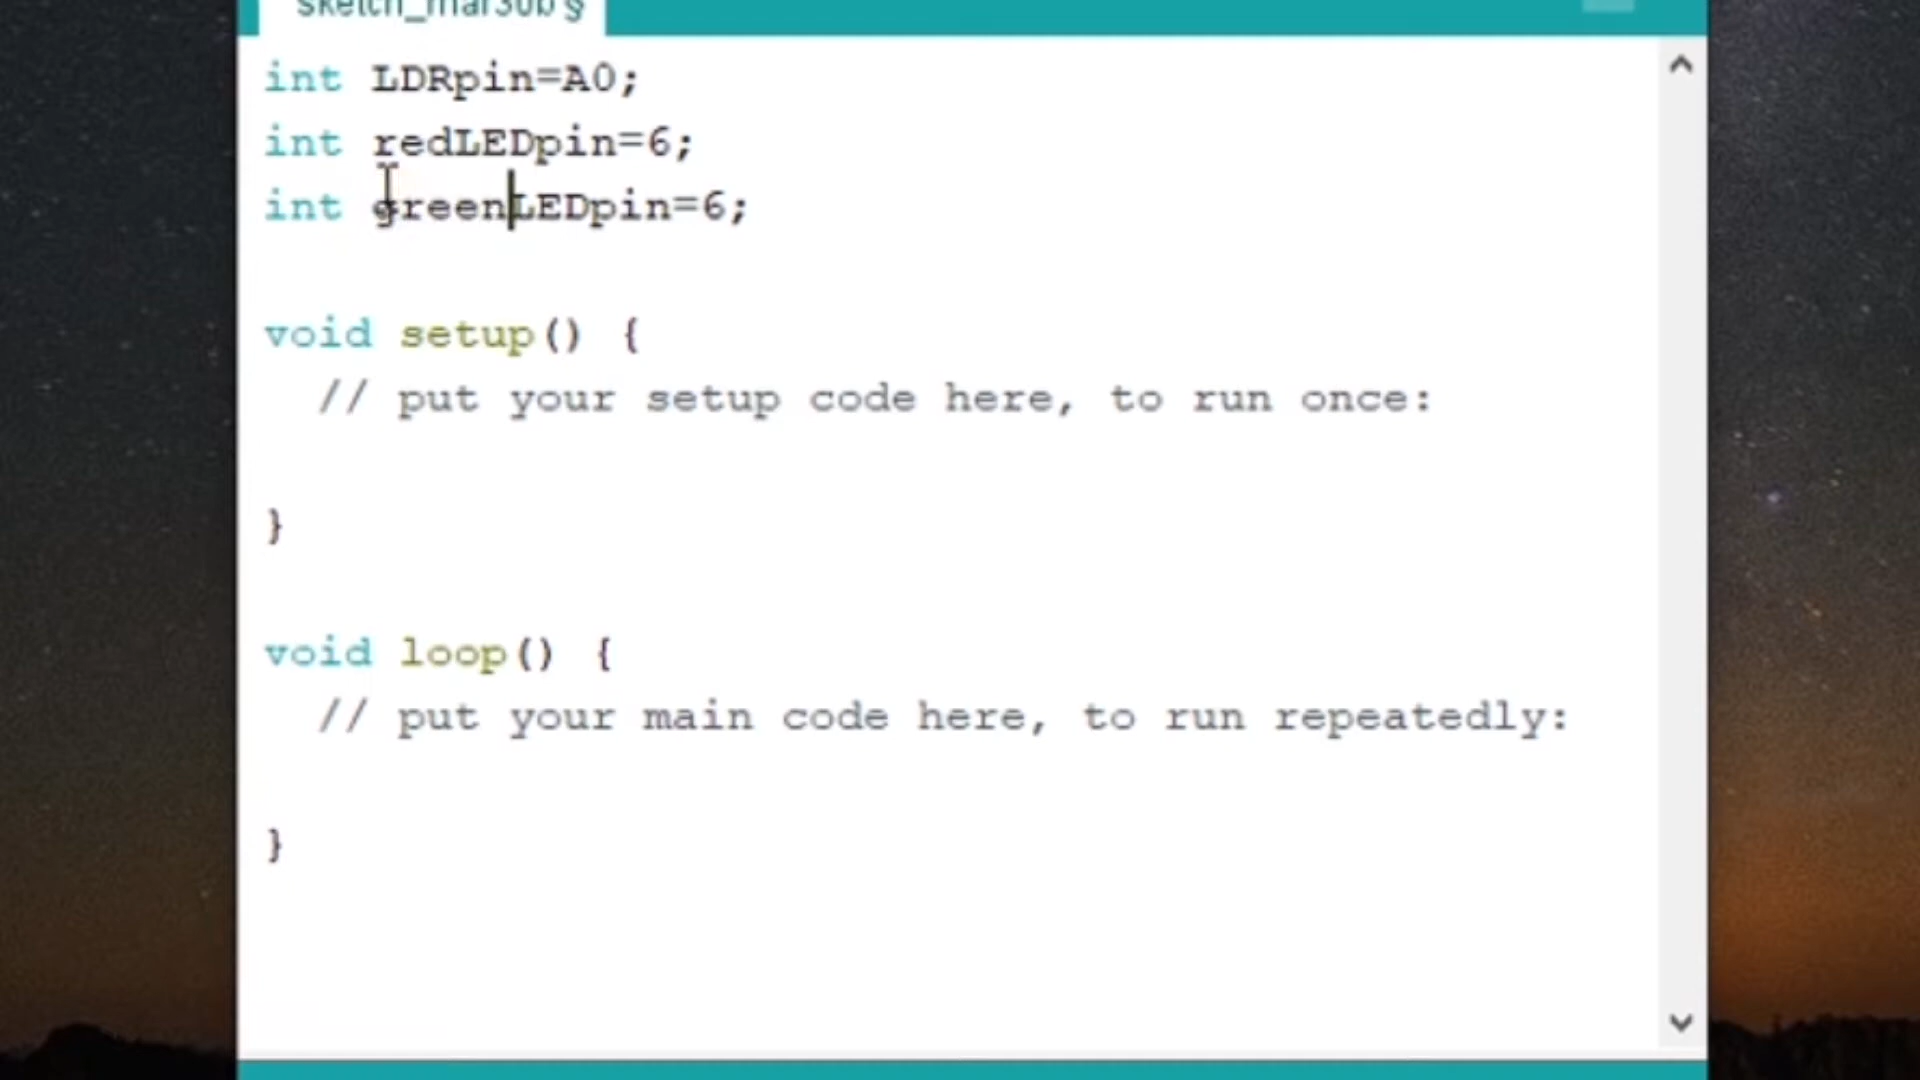 sketch_mar30b §
int LDRpin=A0;
int redLEDpin=6;
int greenLEDpin=6;
void setup() {
// put your setup code here, to run once:
}
void loop() {
// put your main code here, to run repeatedly:
}